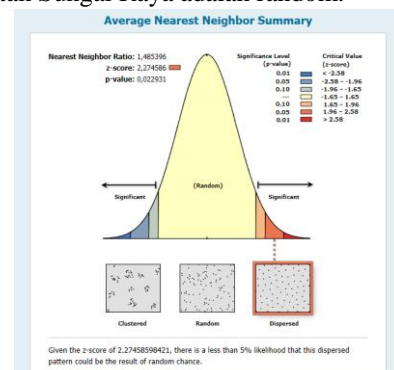 Sungai Raya adalah random.
Average Nearest Neighbor Summary
Nearest Neighbor Ratio: 1,485396
z-score: 2,274586
p-value: 0,022931
Significance Level (p-value)
Critical Value (z-score)
0.01 < -2.58
0.05 -2.58 - -1.96
0.10 -1.96 - -1.65
--- -1.65 - 1.65
0.10 1.65 - 1.96
0.05 1.96 - 2.58
0.01 > 2.58
(Random)
Significant
Significant
Clustered
Random
Dispersed
Given the z-score of 2.27458598421, there is a less than 5% likelihood that this dispersed
pattern could be the result of random chance.